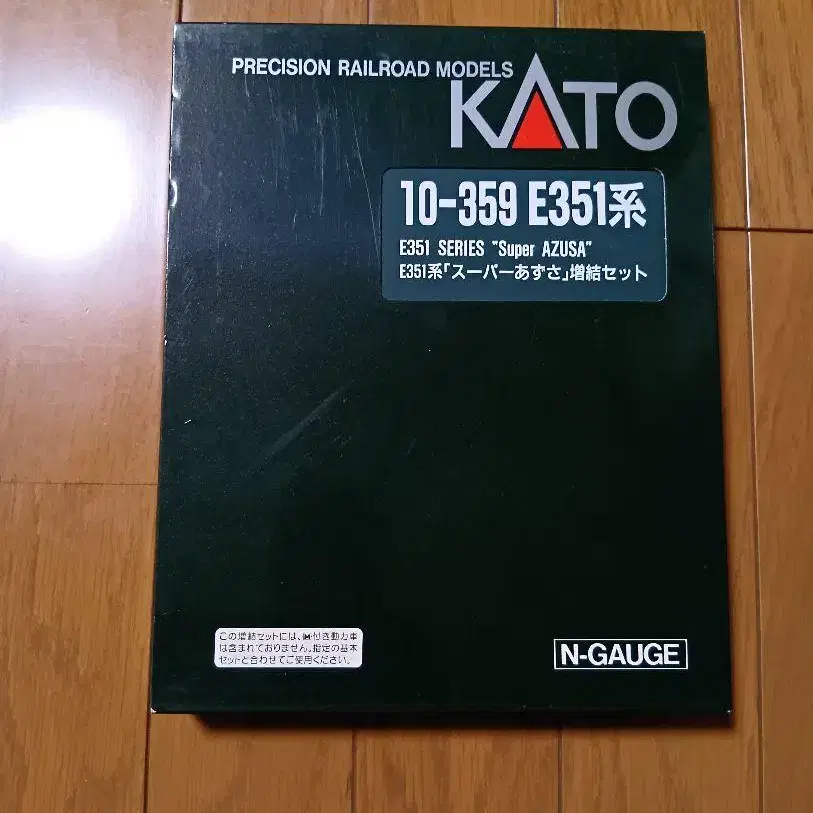 PRECISION RAILROAD MODELS
KATO
10-359 E351系
E351 SERIES "Super AZUSA"
E351系「スーパーあずさ」増結セット
この増結セットには、M付き動力車
は含まれておりません。指定の基本
セットと合わせてご使用ください。
N-GAUGE